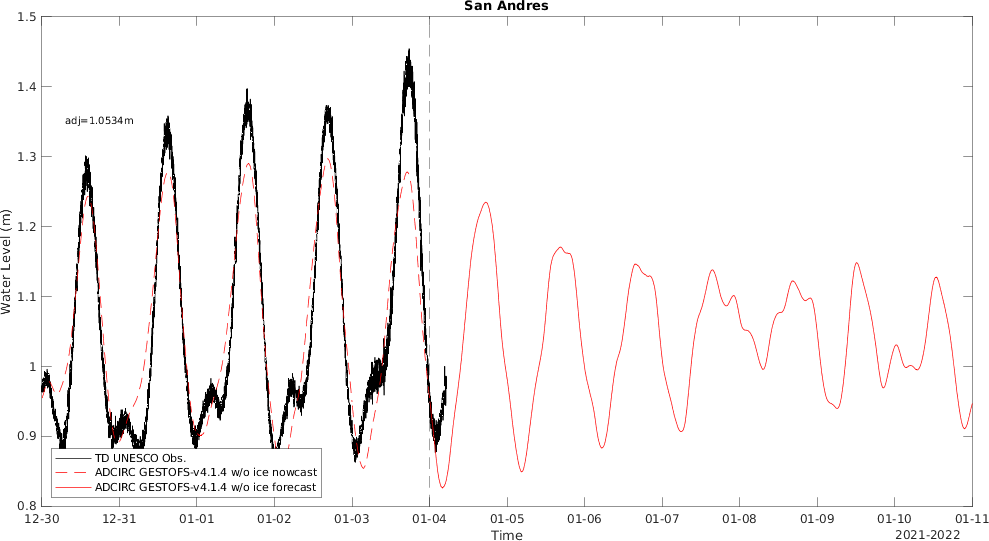 San Andres
1.5
1.4
1.3
1.2
1.1
1
0.9
0.8
Water Level (m)
adj=1.0534m
TD UNESCO Obs.
ADCIRC GESTOFS-v4.1.4 w/o ice nowcast
ADCIRC GESTOFS-v4.1.4 w/o ice forecast
12-30 12-31 01-01 01-02 01-03 01-04 01-05 01-06 01-07 01-08 01-09 01-10 01-11
Time
2021-2022